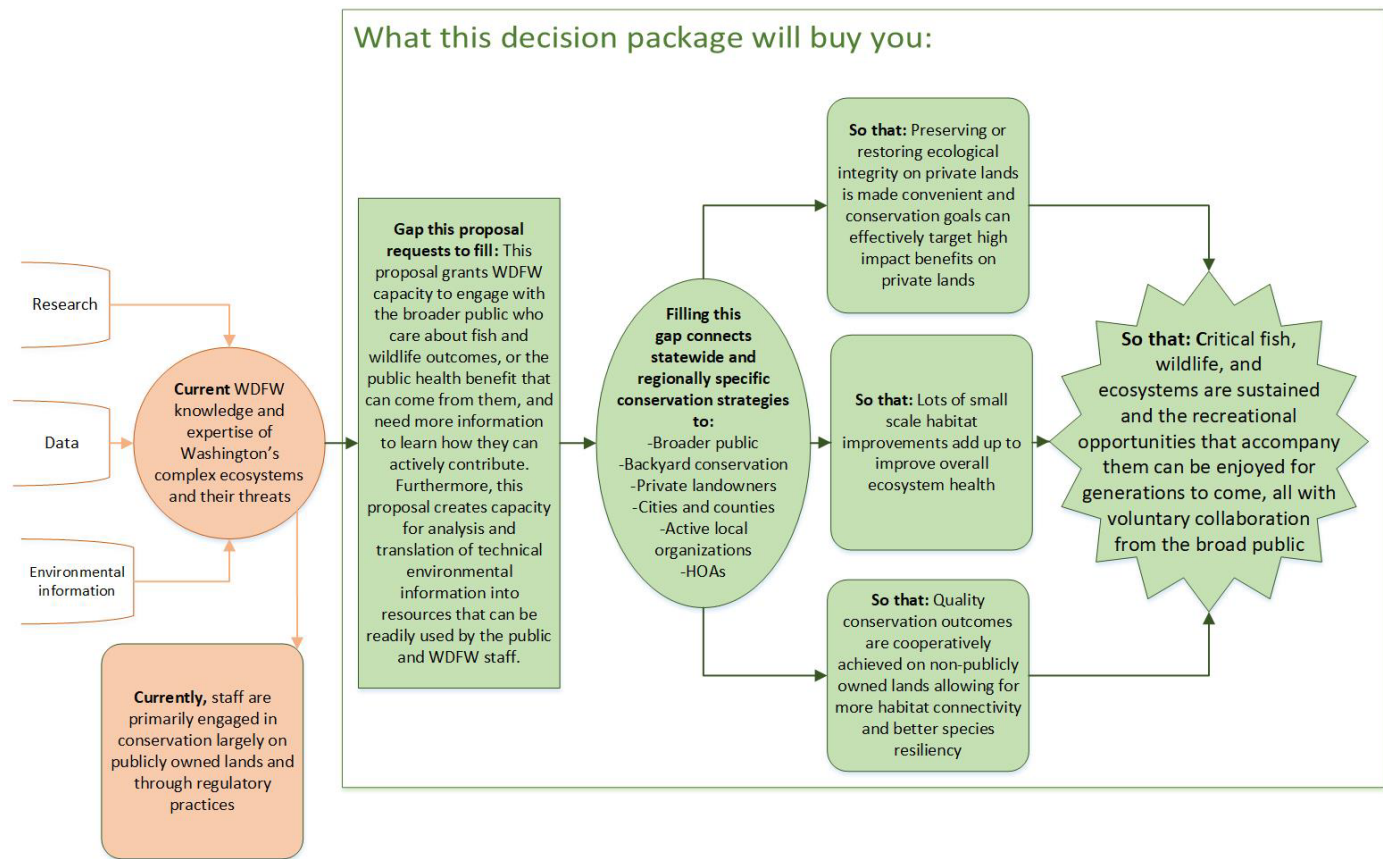 What this decision package will buy you:
Research
Data
Environmental
information
Current WDFW
knowledge and
expertise of
Washington's
complex ecosystems
and their threats
Currently, staff are
primarily engaged in
conservation largely on
publicly owned lands and
through regulatory
practices
Gap this proposal
requests to fill: This
proposal grants WDFW
capacity to engage with
the broader public who
care about fish and
wildlife outcomes, or the
public health benefit that
can come from them, and
need more information
to learn how they can
actively contribute.
Furthermore, this
proposal creates capacity
for analysis and
translation of technical
environmental
information into
resources that can be
readily used by the public
and WDFW staff.
Filling this
gap connects
statewide and
regionally specific
conservation strategies
to:
-Broader public
-Backyard conservation
-Private landowners
-Cities and counties
-Active local
organizations
-HOAs
So that: Preserving or
restoring ecological
integrity on private lands
is made convenient and
conservation goals can
effectively target high
impact benefits on
private lands
So that: Lots of small
scale habitat
improvements add up to
improve overall
ecosystem health
So that: Quality
conservation outcomes
are cooperatively
achieved on non-publicly
owned lands allowing for
more habitat connectivity
and better species
resiliency
So that: Critical fish,
wildlife, and
ecosystems are sustained
and the recreational
opportunities that accompany
them can be enjoyed for
generations to come, all with
voluntary collaboration
from the broad public